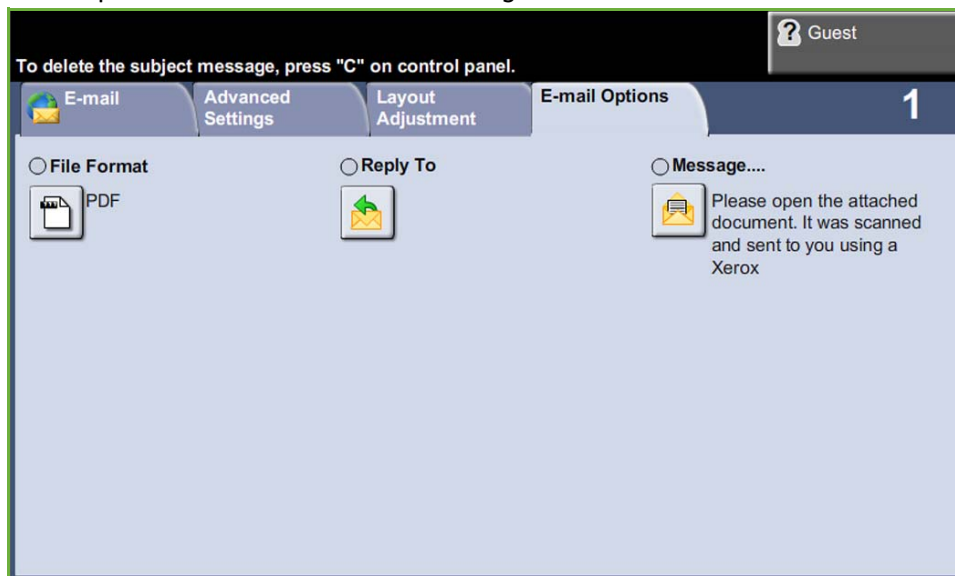 Guest
To delete the subject message, press "C" on control panel.
E-mail
Advanced
Settings
Layout
Adjustment
E-mail Options
1
File Format
PDF
Reply To
Message....
Please open the attached
document. It was scanned
and sent to you using a
Xerox